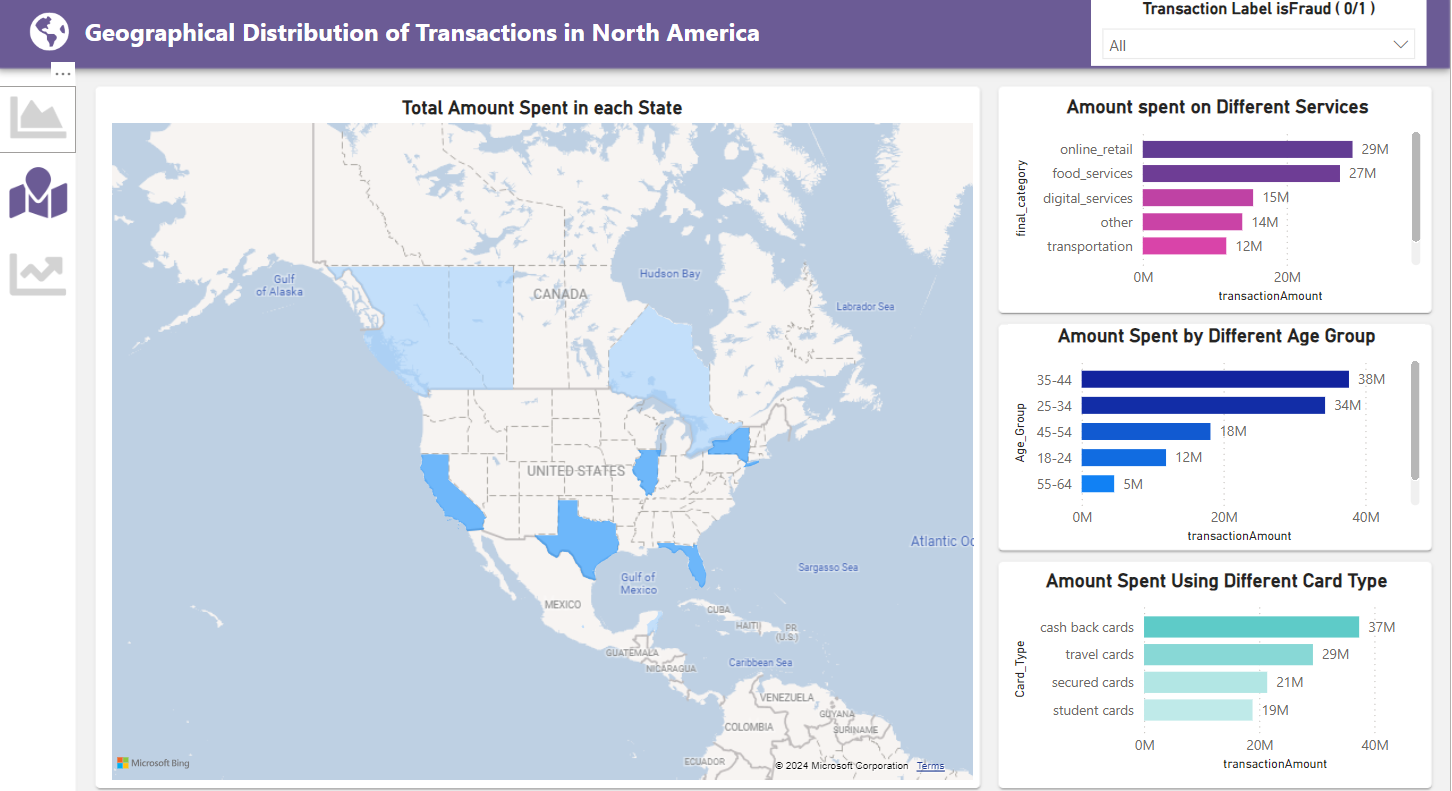 Geographical Distribution of Transactions in North America
Transaction Label isFraud ( 0/1 )
All
...
Total Amount Spent in each State
Gulf
of Alaska
CANADA
Hudson Bay
Labrador Sea
UNITED STATES
Atlantic Oc
Sargasso Sea
Gulf of
Mexico
MEXICO
CUBA
HAITI
PR
(U.S.)
GUATEMALA
NICARAGUA
Caribbean Sea
VENEZUELA
GUYANA
COLOMBIA
SURINAME
ECUADOR
Microsoft Bing
© 2024 Microsoft Corporation Terms
Amount spent on Different Services
final_category
online_retail 29M
food_services 27M
digital_services 15M
other 14M
transportation 12M
0M 20M
transactionAmount
Amount Spent by Different Age Group
Age_Group
35-44 38M
25-34 34M
45-54 18M
18-24 12M
55-64 5M
0M 20M 40M
transactionAmount
Amount Spent Using Different Card Type
Card_Type
cash back cards 37M
travel cards 29M
secured cards 21M
student cards 19M
0M 20M 40M
transactionAmount